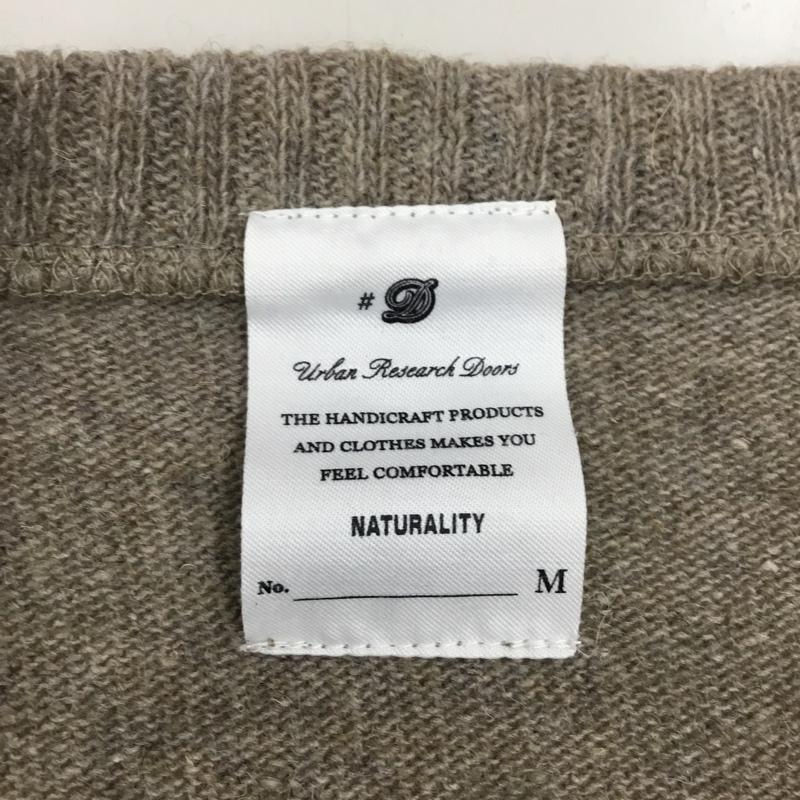 # D
Urban Research Doors
THE HANDICRAFT PRODUCTS
AND CLOTHES MAKES YOU
FEEL COMFORTABLE
NATURALITY
No. M